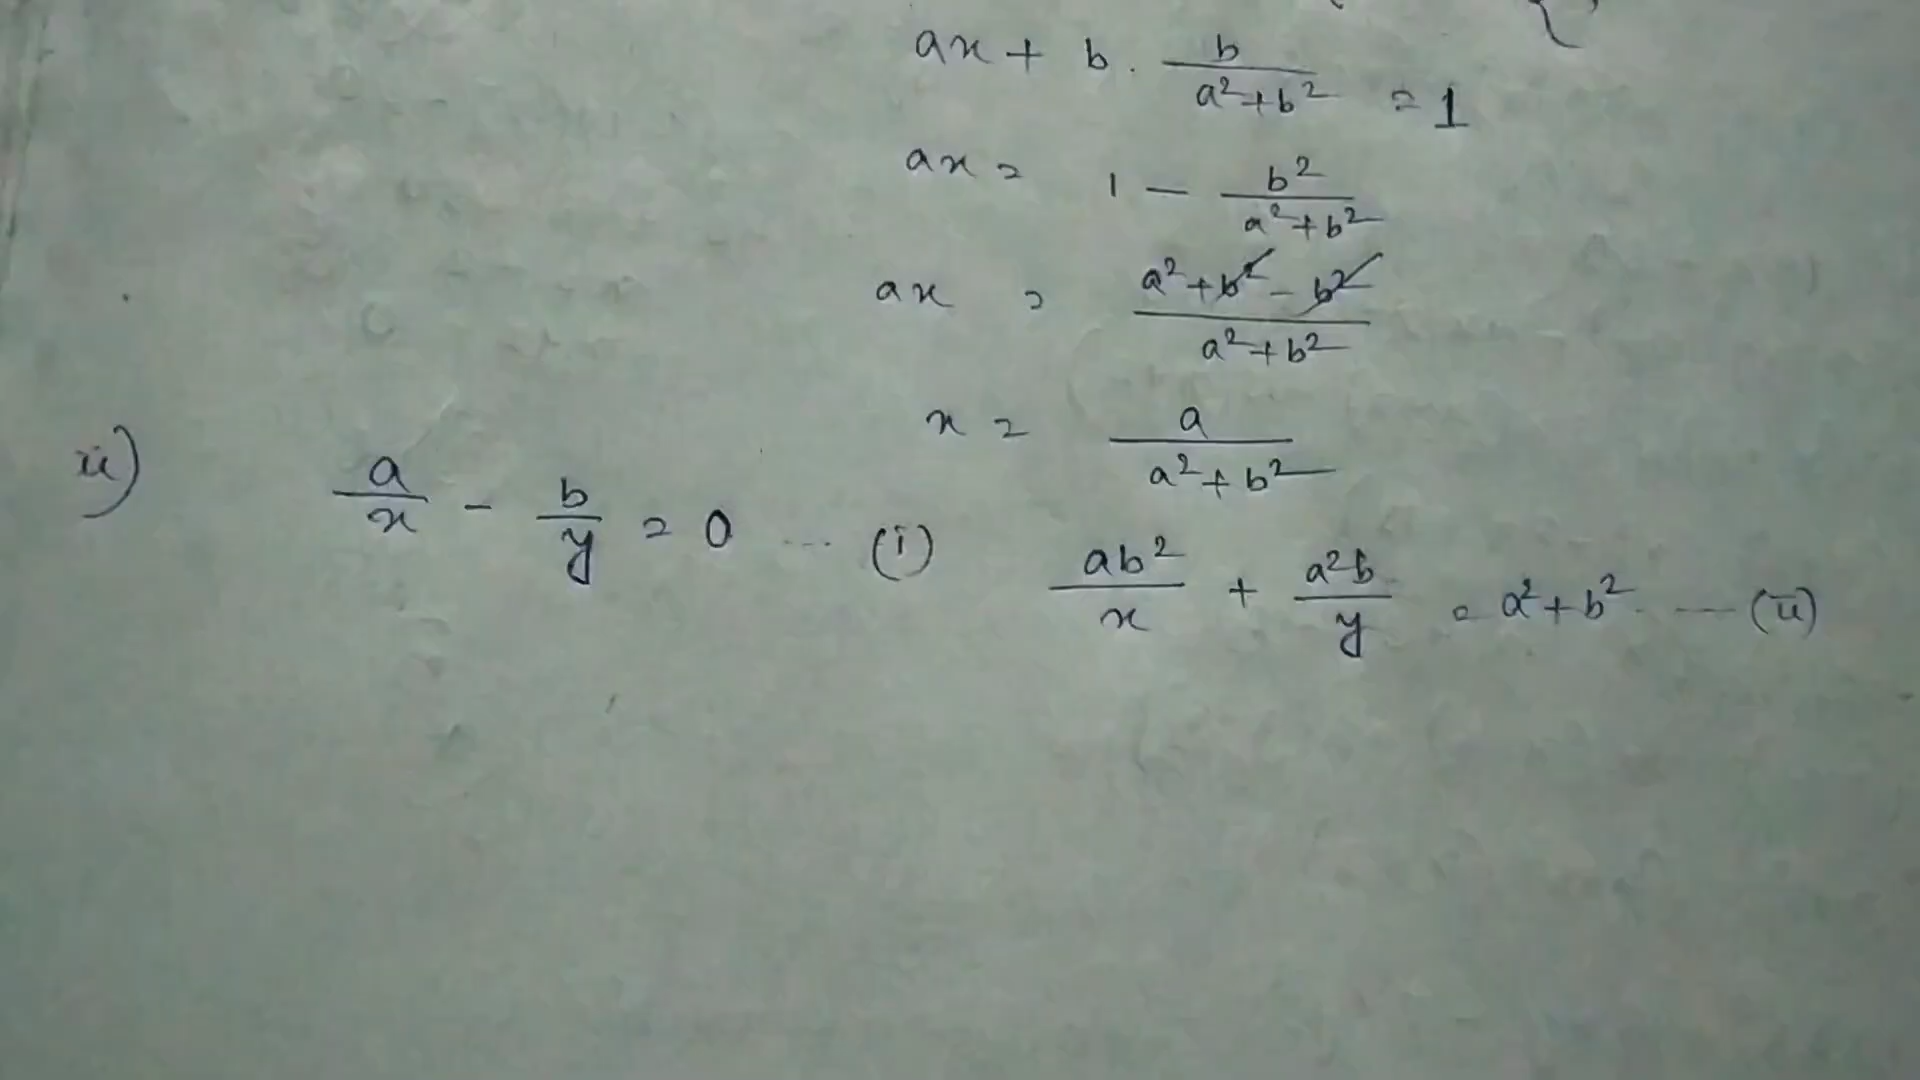 ax + b . b/(a²+b²) = 1
ax = 1 - b²/(a²+b²)
ax = (a²+b²-b²)/(a²+b²)
x = a/(a²+b²)
ii) a/x - b/y = 0 ... (i) ab²/x + a²b/y = a²+b² ... (ii)